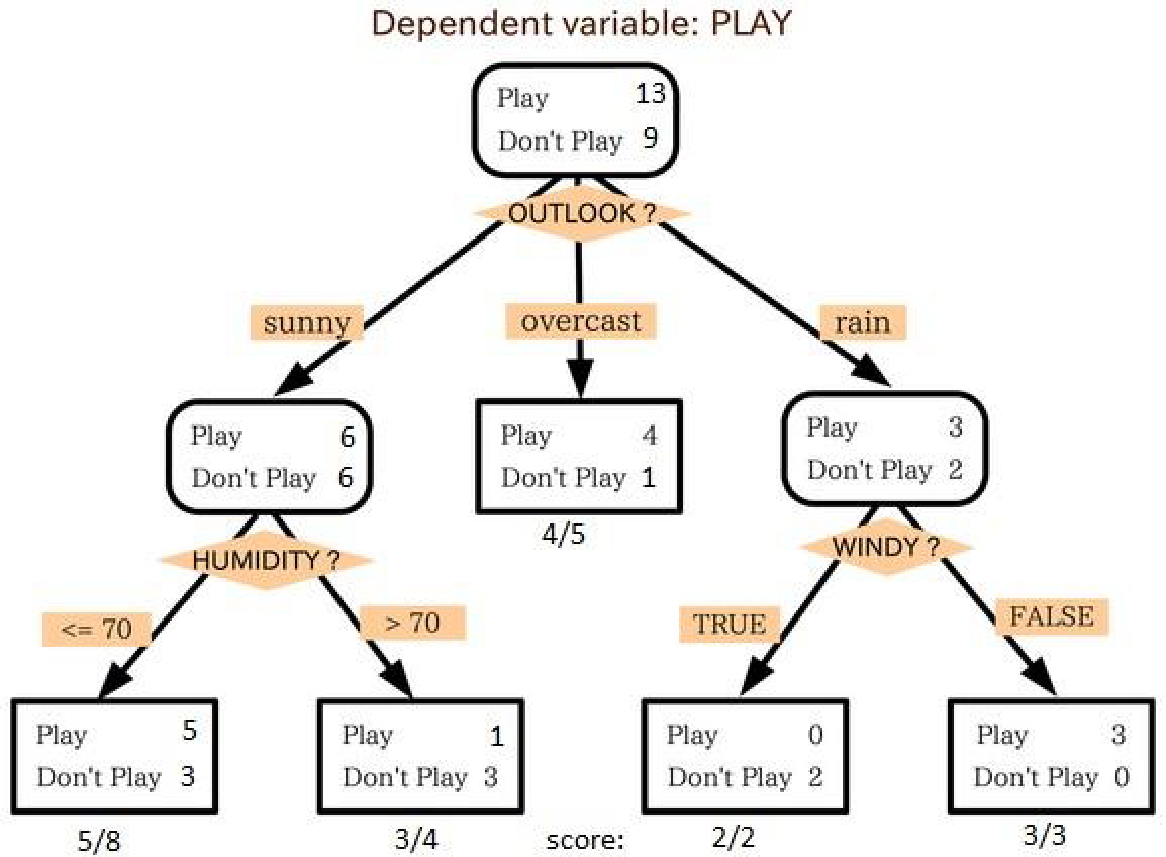 Dependent variable: PLAY
Play 13
Don't Play 9
OUTLOOK ?
sunny
overcast
rain
Play 6
Don't Play 6
Play 4
Don't Play 1
4/5
Play 3
Don't Play 2
HUMIDITY ?
WINDY ?
<= 70
> 70
TRUE
FALSE
Play 5
Don't Play 3
5/8
Play 1
Don't Play 3
3/4
score:
Play 0
Don't Play 2
2/2
Play 3
Don't Play 0
3/3